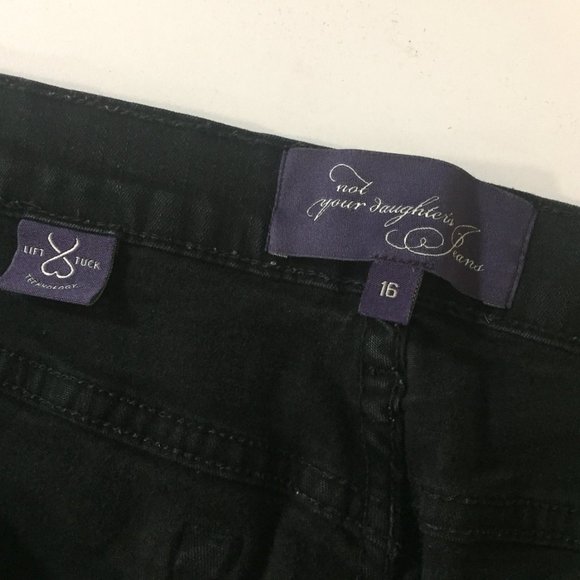 not
your daughter's Jeans
16
LIFT TUCK
TECHNOLOGY